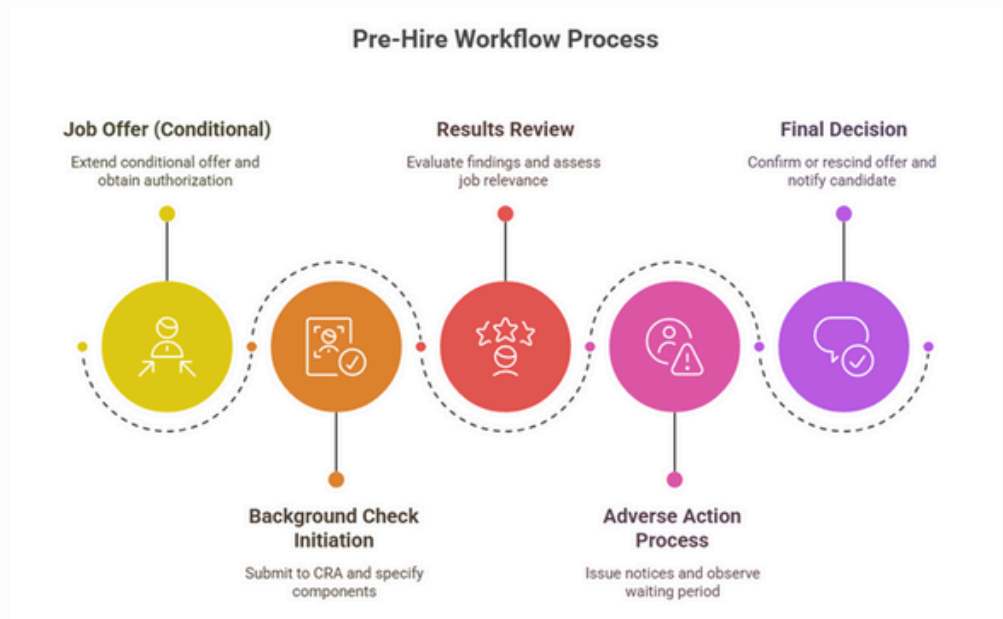 Pre-Hire Workflow Process
Job Offer (Conditional)
Extend conditional offer and
obtain authorization
Results Review
Evaluate findings and assess
job relevance
Final Decision
Confirm or rescind offer and
notify candidate
Background Check
Initiation
Submit to CRA and specify
components
Adverse Action
Process
Issue notices and observe
waiting period